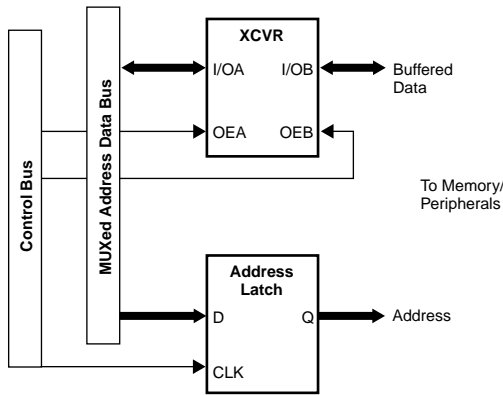 XCVR
I/OA I/OB
Buffered
Data
OEA OEB
Control Bus
MUXed Address Data Bus
To Memory/
Peripherals
Address
Latch
D Q
Address
CLK